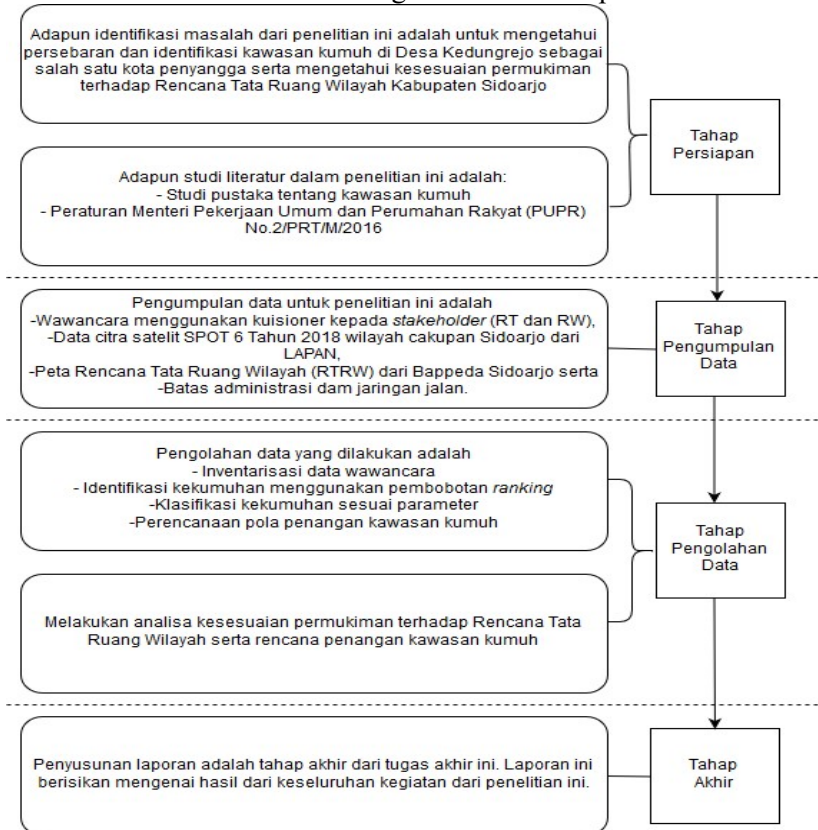 Adapun identifikasi masalah dari penelitian ini adalah untuk mengetahui
persebaran dan identifikasi kawasan kumuh di Desa Kedungrejo sebagai
salah satu kota penyangga serta mengetahui kesesuaian permukiman
terhadap Rencana Tata Ruang Wilayah Kabupaten Sidoarjo
Tahap
Persiapan
Adapun studi literatur dalam penelitian ini adalah:
- Studi pustaka tentang kawasan kumuh
- Peraturan Menteri Pekerjaan Umum dan Perumahan Rakyat (PUPR)
No.2/PRT/M/2016
Pengumpulan data untuk penelitian ini adalah
-Wawancara menggunakan kuisioner kepada stakeholder (RT dan RW),
-Data citra satelit SPOT 6 Tahun 2018 wilayah cakupan Sidoarjo dari
LAPAN,
-Peta Rencana Tata Ruang Wilayah (RTRW) dari Bappeda Sidoarjo serta
-Batas administrasi dam jaringan jalan.
Tahap
Pengumpulan
Data
Pengolahan data yang dilakukan adalah
- Inventarisasi data wawancara
- Identifikasi kekumuhan menggunakan pembobotan ranking
-Klasifikasi kekumuhan sesuai parameter
-Perencanaan pola penangan kawasan kumuh
Tahap
Pengolahan
Data
Melakukan analisa kesesuaian permukiman terhadap Rencana Tata
Ruang Wilayah serta rencana penangan kawasan kumuh
Penyusunan laporan adalah tahap akhir dari tugas akhir ini. Laporan ini
berisikan mengenai hasil dari keseluruhan kegiatan dari penelitian ini.
Tahap
Akhir